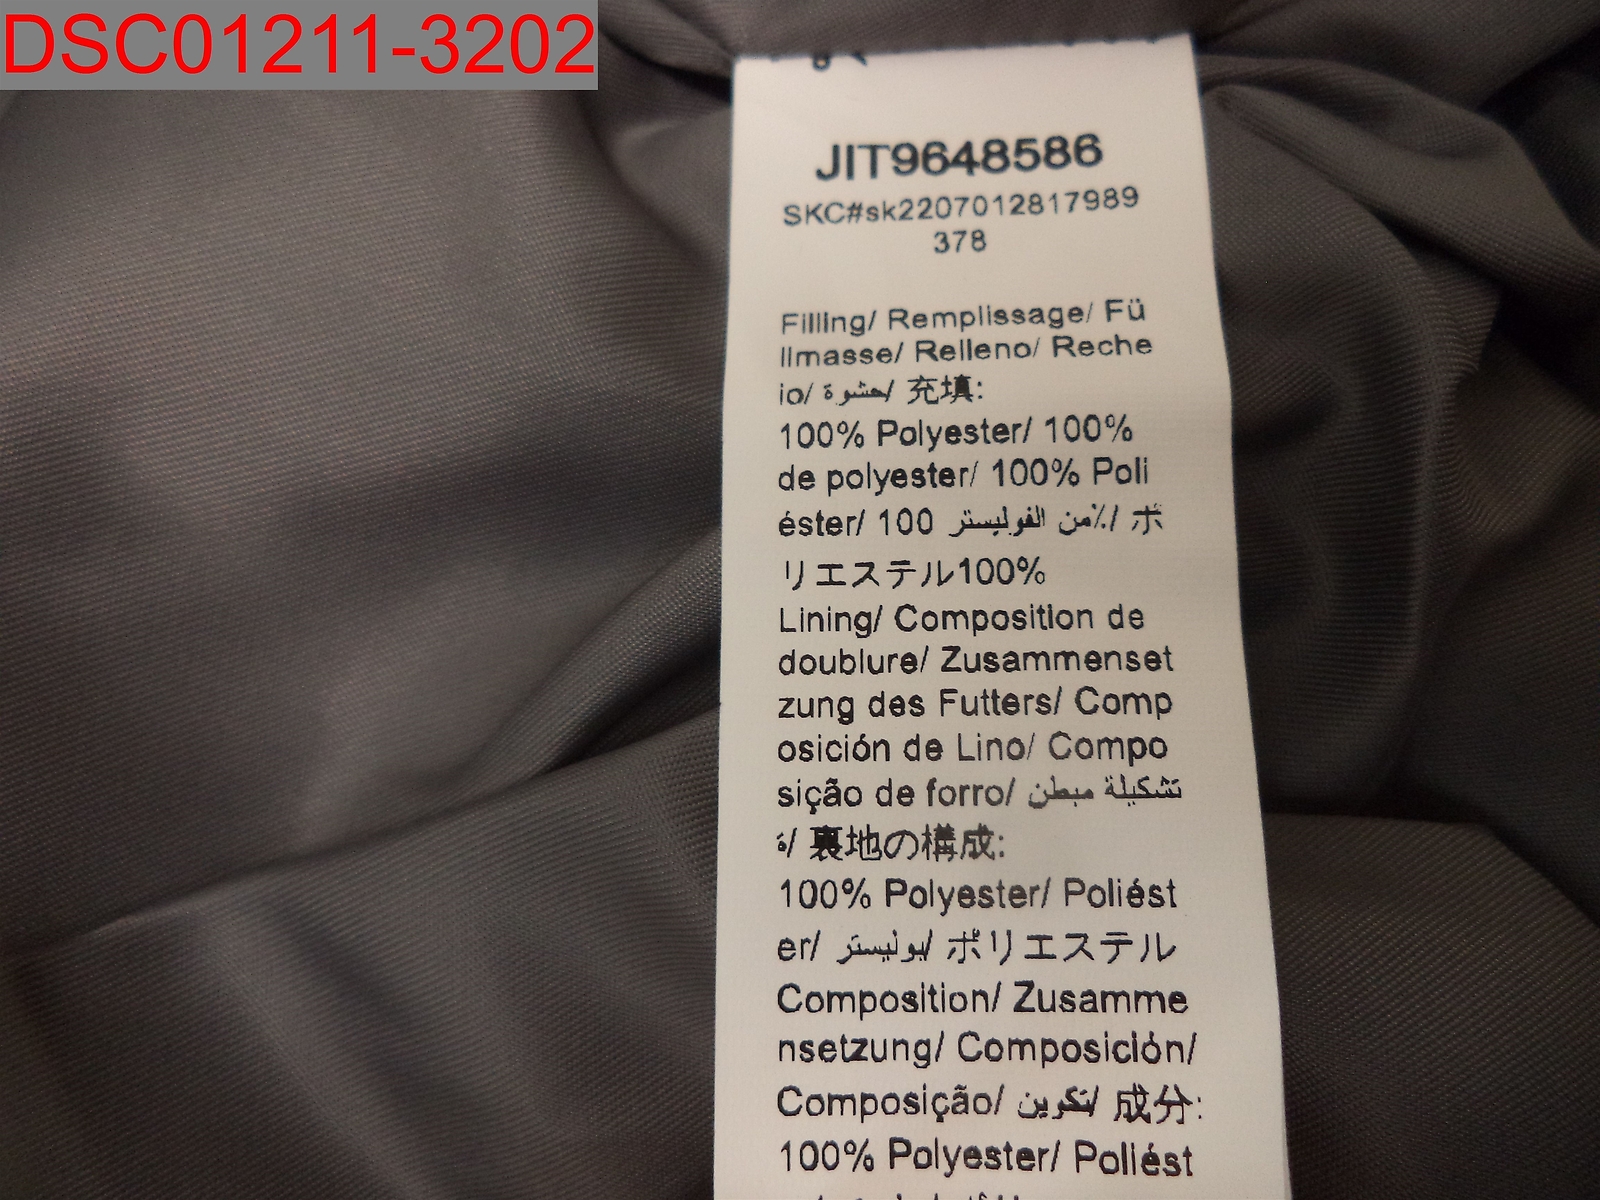 DSC01211-3202
JIT9648586
SKC#sk2207012817989
378
Filling/ Remplissage/ Fü
llmasse/ Relleno/ Reche
io/ حشوة/ 充填:
100% Polyester/ 100%
de polyester/ 100% Poli
éster/ 100 من الفوليستر٪/ ポ
リエステル100%
Lining/ Composition de
doublure/ Zusammenset
zung des Futters/ Comp
osición de Lino/ Compo
sição de forro/ تشكيلة مبطن
ة/ 裏地の構成:
100% Polyester/ Poliést
er/ بوليستر/ ポリエステル
Composition/ Zusamme
nsetzung/ Composición/
Composição/ تكوين/ 成分:
100% Polyester/ Poliést